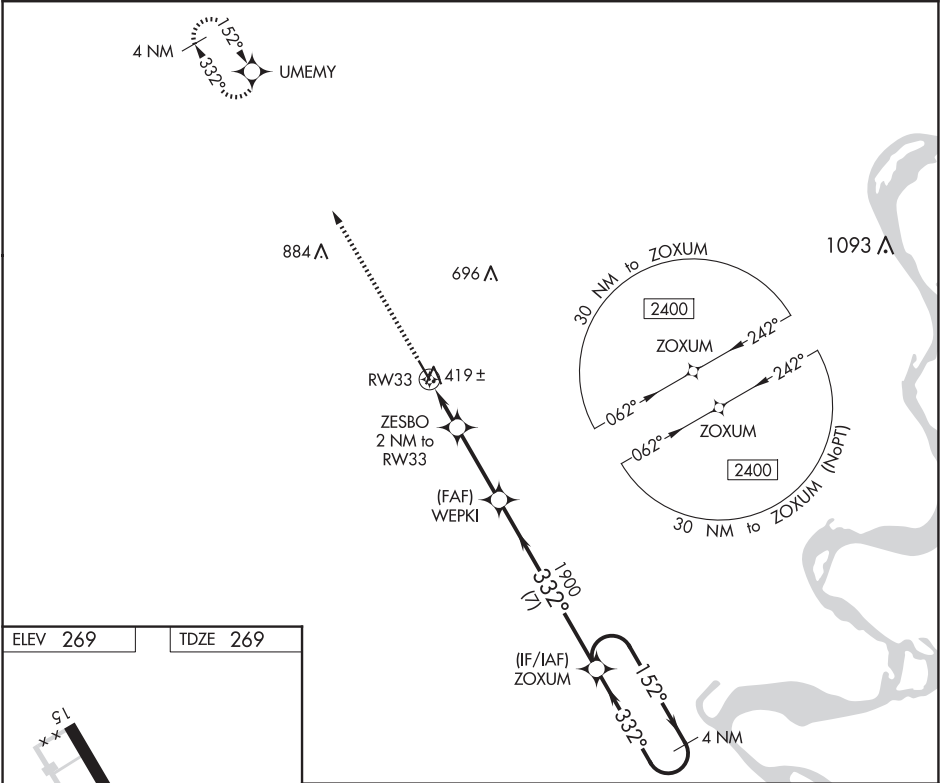 152°
4 NM
332°
UMEMY
884
696
1093
30 NM to ZOXUM
2400
ZOXUM
242°
062°
242°
062°
ZOXUM
2400
30 NM to ZOXUM (NoPT)
RW33
419 ±
ZESBO
2 NM to
RW33
(FAF)
WEPKI
1900
332°
(7)
(IF/IAF)
ZOXUM
152°
332°
4 NM
ELEV 269
TDZE 269
15
x x